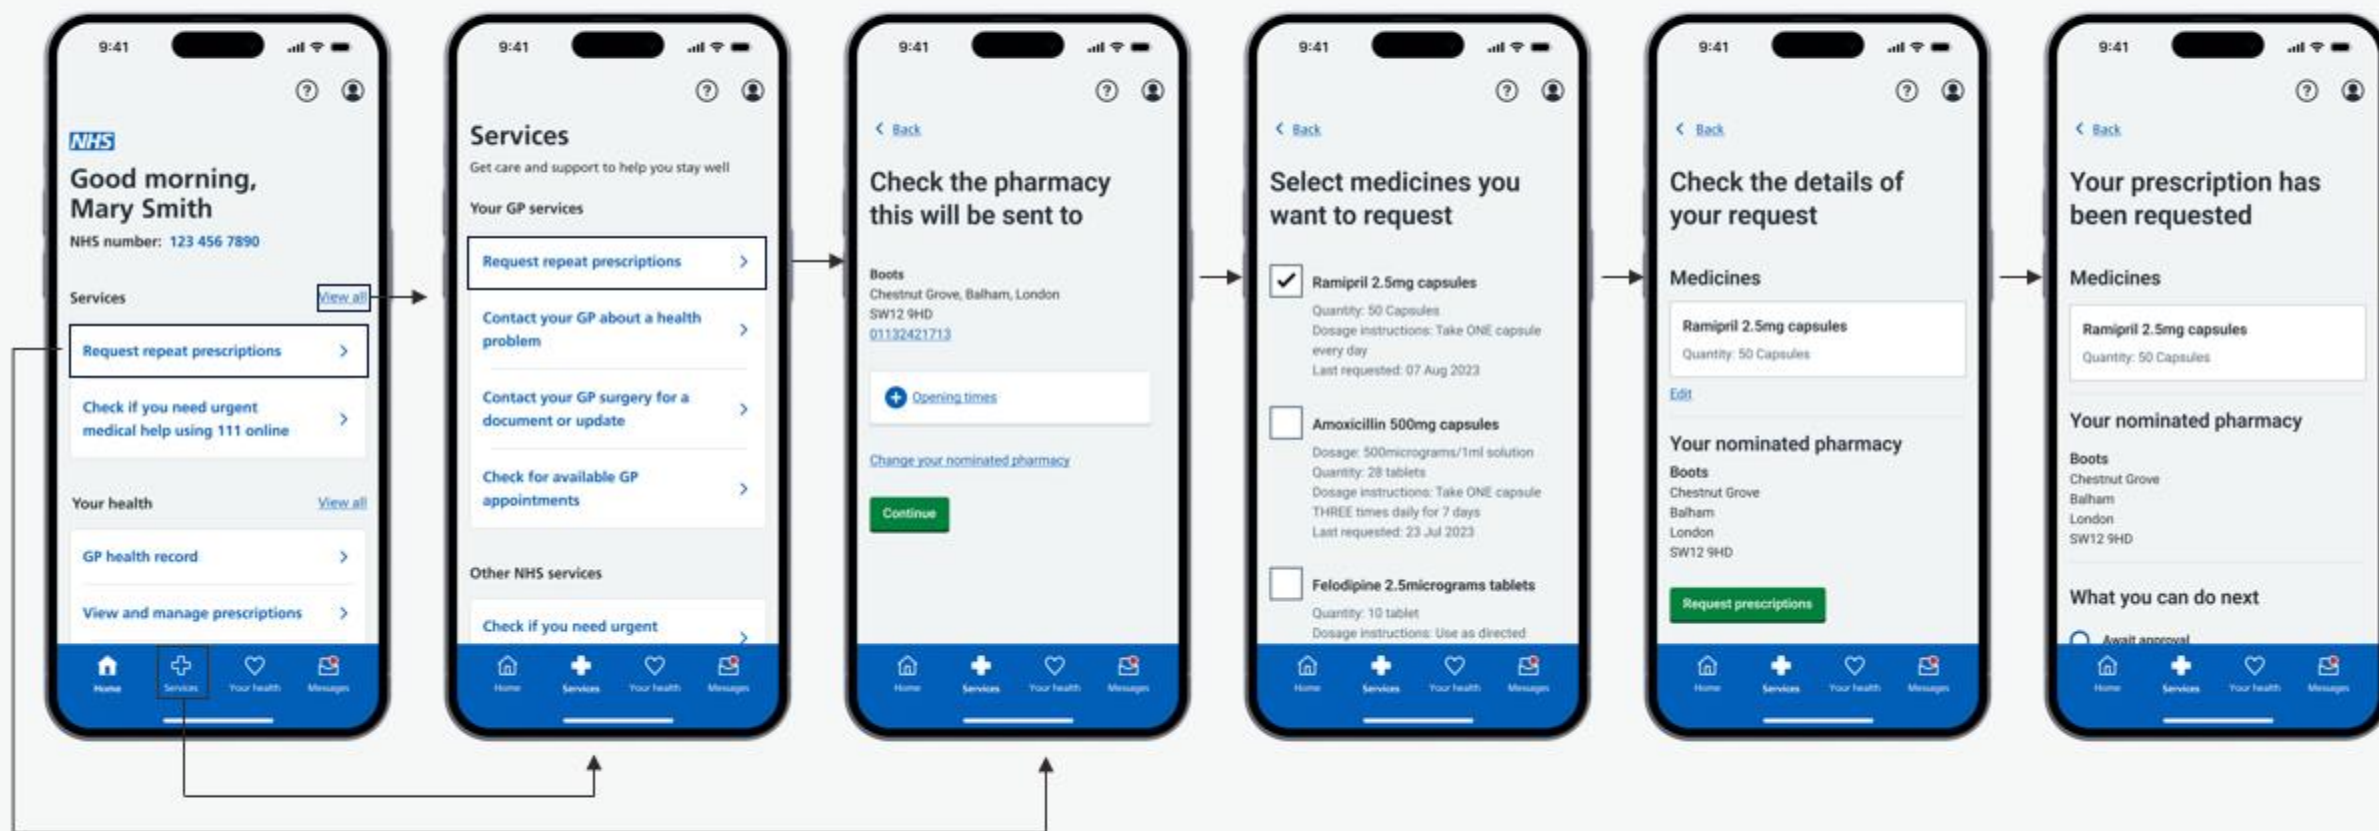 9:41
NHS
Good morning,
Mary Smith
NHS number: 123 456 7890
Services View all
Request repeat prescriptions
Check if you need urgent
medical help using 111 online
Your health View all
GP health record
View and manage prescriptions
Home Services Your health Messages
9:41
Services
Get care and support to help you stay well
Your GP services
Request repeat prescriptions
Contact your GP about a health
problem
Contact your GP surgery for a
document or update
Check for available GP
appointments
Other NHS services
Check if you need urgent
Home Services Your health Messages
9:41
Back
Check the pharmacy
this will be sent to
Boots
Chestnut Grove, Balham, London
SW12 9HD
01132421713
Opening times
Change your nominated pharmacy
Continue
Home Services Your health Messages
9:41
Back
Select medicines you
want to request
Ramipril 2.5mg capsules
Quantity: 50 Capsules
Dosage instructions: Take ONE capsule
every day
Last requested: 07 Aug 2023
Amoxicillin 500mg capsules
Dosage: 500micrograms/1ml solution
Quantity: 28 tablets
Dosage instructions: Take ONE capsule
THREE times daily for 7 days
Last requested: 23 Jul 2023
Felodipine 2.5micrograms tablets
Quantity: 10 tablet
Dosage instructions: Use as directed
Home Services Your health Messages
9:41
Back
Check the details of
your request
Medicines
Ramipril 2.5mg capsules
Quantity: 50 Capsules
Edit
Your nominated pharmacy
Boots
Chestnut Grove
Balham
London
SW12 9HD
Request prescriptions
Home Services Your health Messages
9:41
Back
Your prescription has
been requested
Medicines
Ramipril 2.5mg capsules
Quantity: 50 Capsules
Your nominated pharmacy
Boots
Chestnut Grove
Balham
London
SW12 9HD
What you can do next
Await approval
Home Services Your health Messages